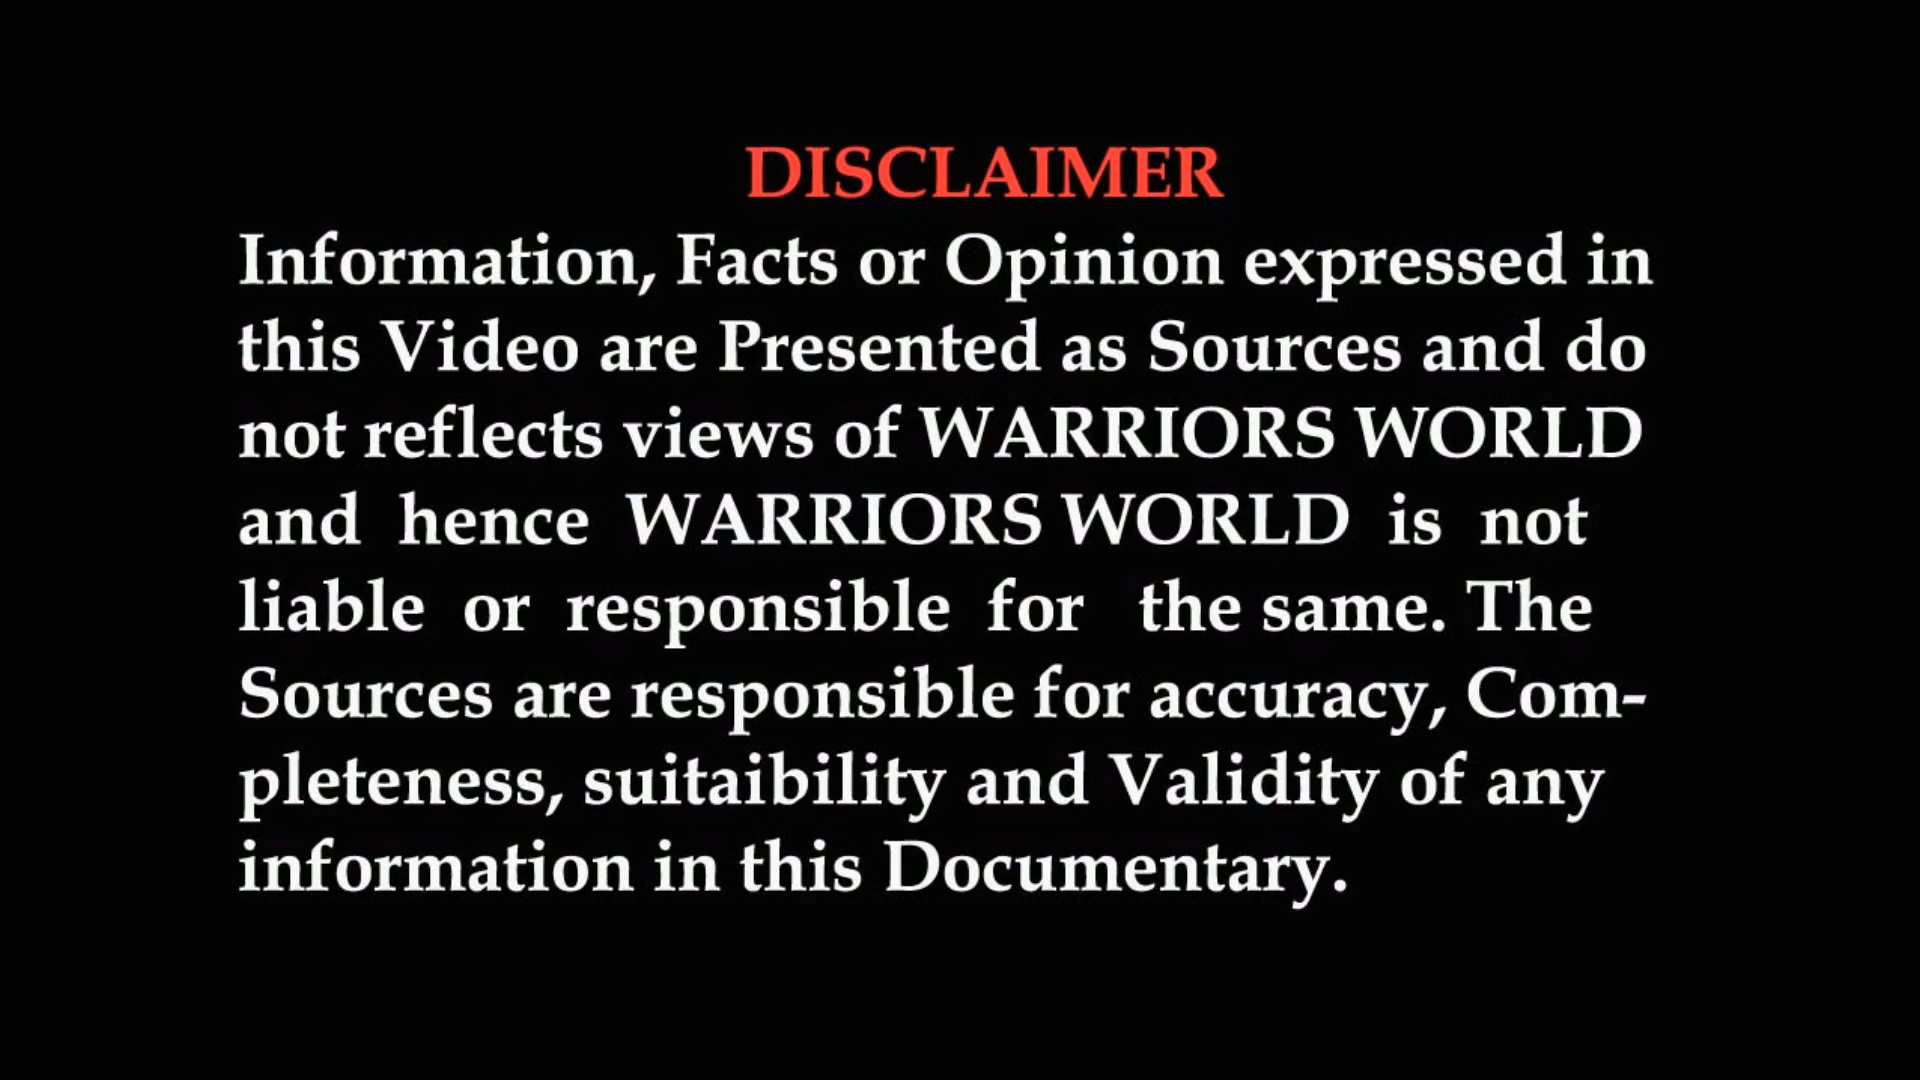 DISCLAIMER
Information, Facts or Opinion expressed in
this Video are Presented as Sources and do
not reflects views of WARRIORS WORLD
and hence WARRIORS WORLD is not
liable or responsible for the same. The
Sources are responsible for accuracy, Com-
pleteness, suitaibility and Validity of any
information in this Documentary.